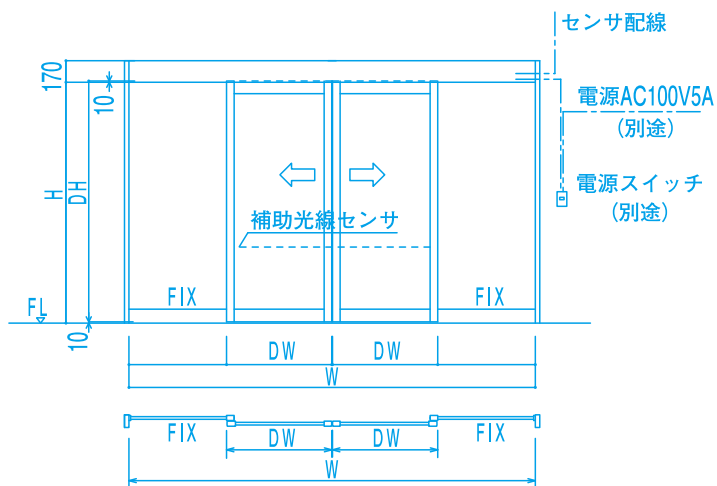 センサ配線
170
電源AC100V5A
(別途)
10
H
DH
電源スイッチ
(別途)
補助光線センサ
FIX
FIX
FL
10
DW
DW
W
FIX
DW
DW
FIX
W